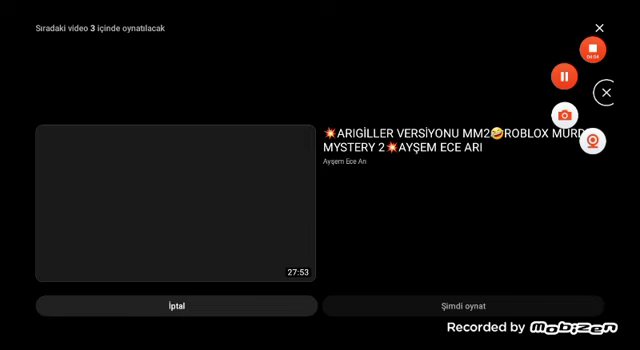 Sıradaki video 3 içinde oynatılacak
💥ARIGİLLER VERSİYONU MM2🤣ROBLOX MURD
MYSTERY 2💥AYŞEM ECE ARI
Ayşem Ece Arı
27:53
İptal
Şimdi oynat
Recorded by Mobizen